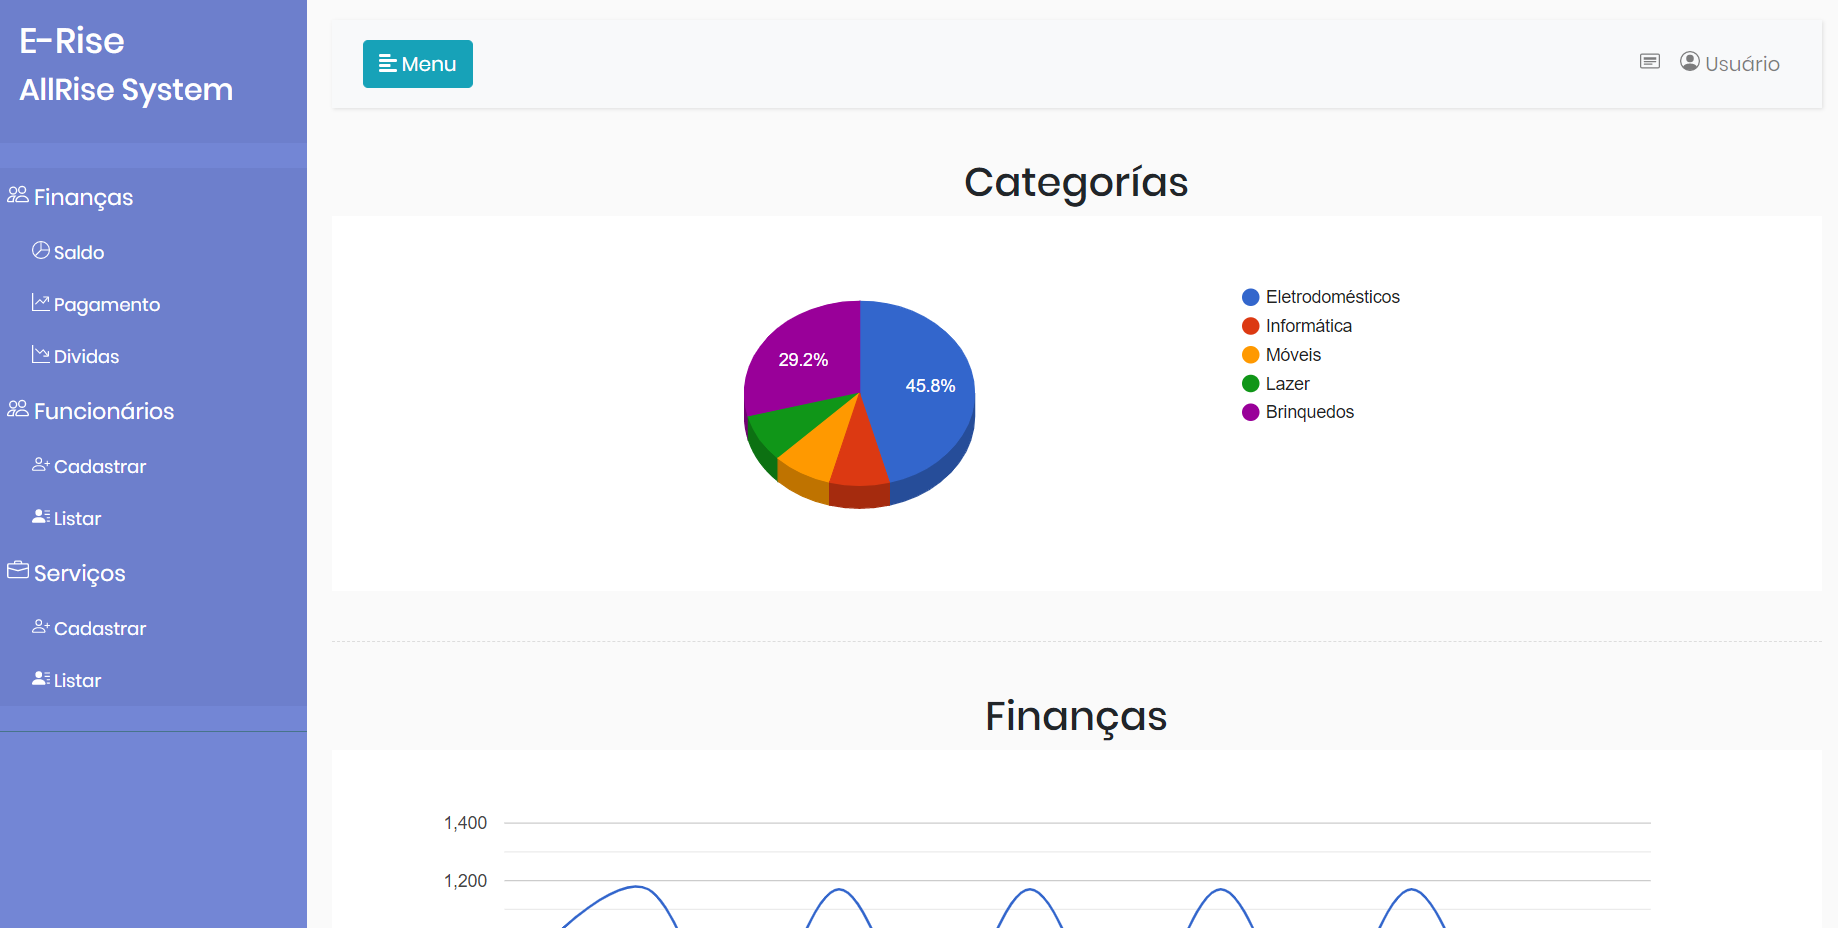 E-Rise
AllRise System
Finanças
Saldo
Pagamento
Dividas
Funcionários
Cadastrar
Listar
Serviços
Cadastrar
Listar
Menu
Usuário
Categorías
29.2%
45.8%
Eletrodomésticos
Informática
Móveis
Lazer
Brinquedos
Finanças
1,400
1,200